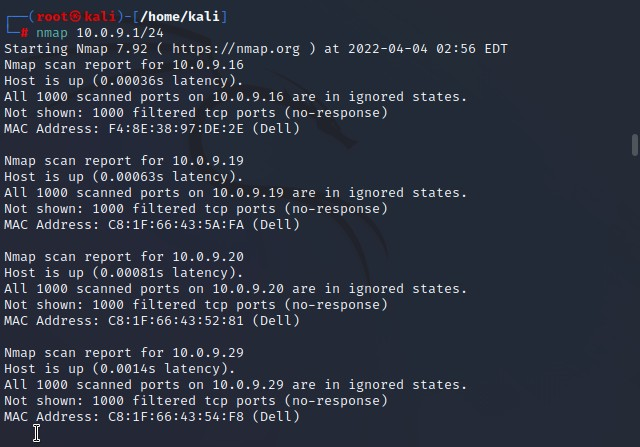 ┌──(root㉿kali)-[/home/kali]
└─# nmap 10.0.9.1/24
Starting Nmap 7.92 ( https://nmap.org ) at 2022-04-04 02:56 EDT
Nmap scan report for 10.0.9.16
Host is up (0.00036s latency).
All 1000 scanned ports on 10.0.9.16 are in ignored states.
Not shown: 1000 filtered tcp ports (no-response)
MAC Address: F4:8E:38:97:DE:2E (Dell)

Nmap scan report for 10.0.9.19
Host is up (0.00063s latency).
All 1000 scanned ports on 10.0.9.19 are in ignored states.
Not shown: 1000 filtered tcp ports (no-response)
MAC Address: C8:1F:66:43:5A:FA (Dell)

Nmap scan report for 10.0.9.20
Host is up (0.00081s latency).
All 1000 scanned ports on 10.0.9.20 are in ignored states.
Not shown: 1000 filtered tcp ports (no-response)
MAC Address: C8:1F:66:43:52:81 (Dell)

Nmap scan report for 10.0.9.29
Host is up (0.0014s latency).
All 1000 scanned ports on 10.0.9.29 are in ignored states.
Not shown: 1000 filtered tcp ports (no-response)
MAC Address: C8:1F:66:43:54:F8 (Dell)